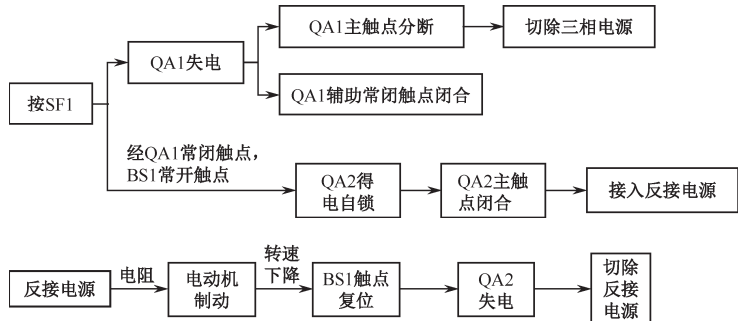 QA1主触点分断
切除三相电源
QA1失电
按SF1
QA1辅助常闭触点闭合
经QA1常闭触点，
BS1常开触点
QA2得
电自锁
QA2主触
点闭合
接入反接电源
反接电源
电阻
电动机
制动
转速
下降
BS1触点
复位
QA2
失电
切除
反接
电源